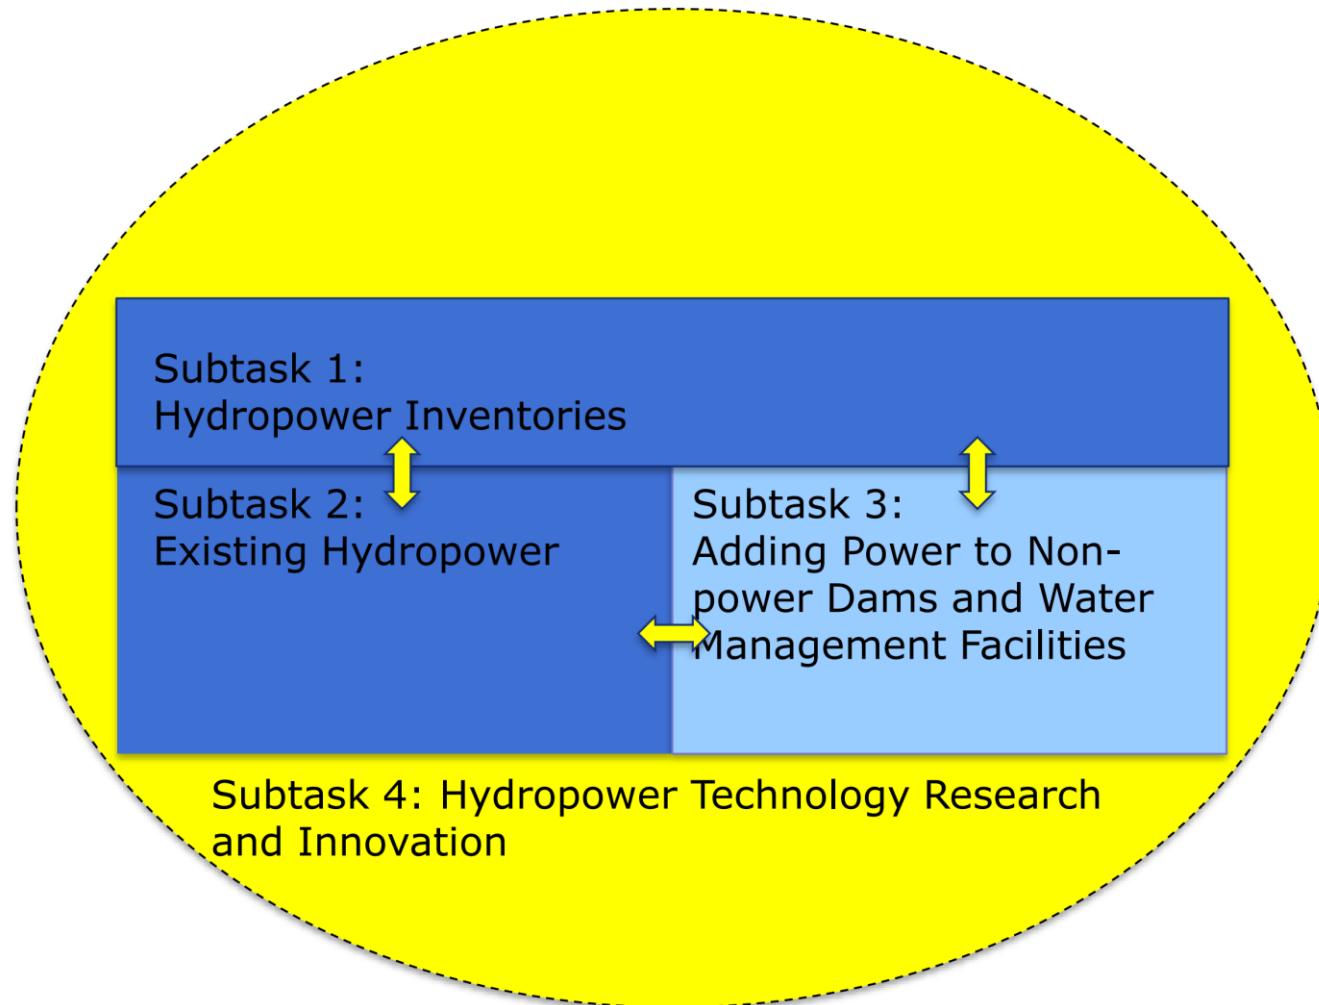 Subtask 1:
Hydropower Inventories
Subtask 2:
Existing Hydropower
Subtask 3:
Adding Power to Non-
power Dams and Water
Management Facilities
Subtask 4: Hydropower Technology Research
and Innovation